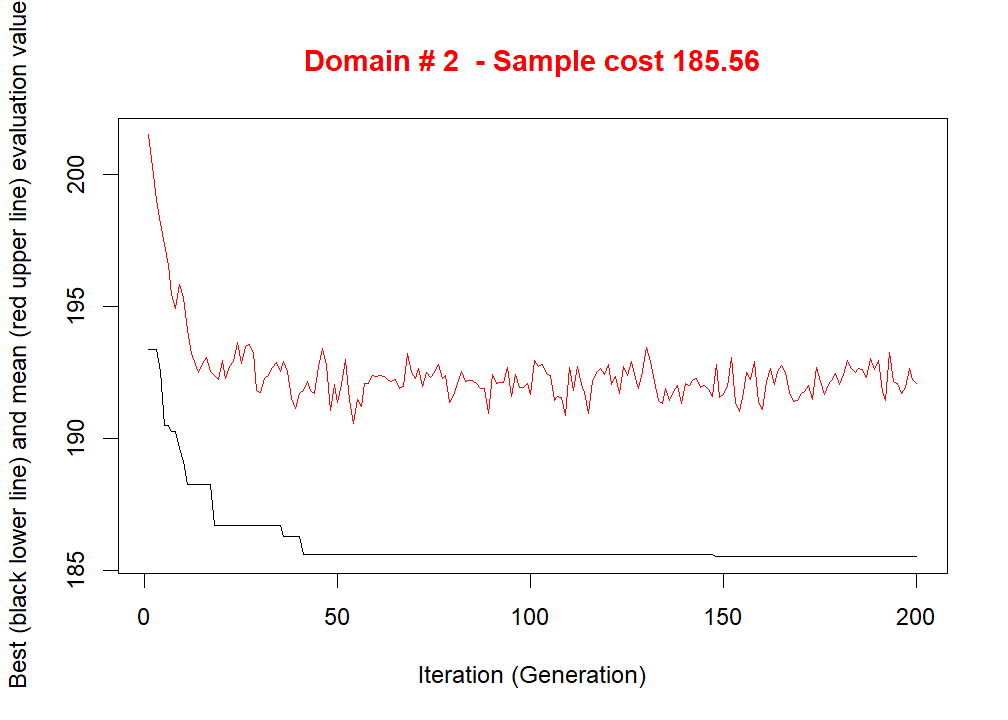 Domain # 2  - Sample cost 185.56
Best (black lower line) and mean (red upper line) evaluation value
200
195
190
185
0 50 100 150 200
Iteration (Generation)